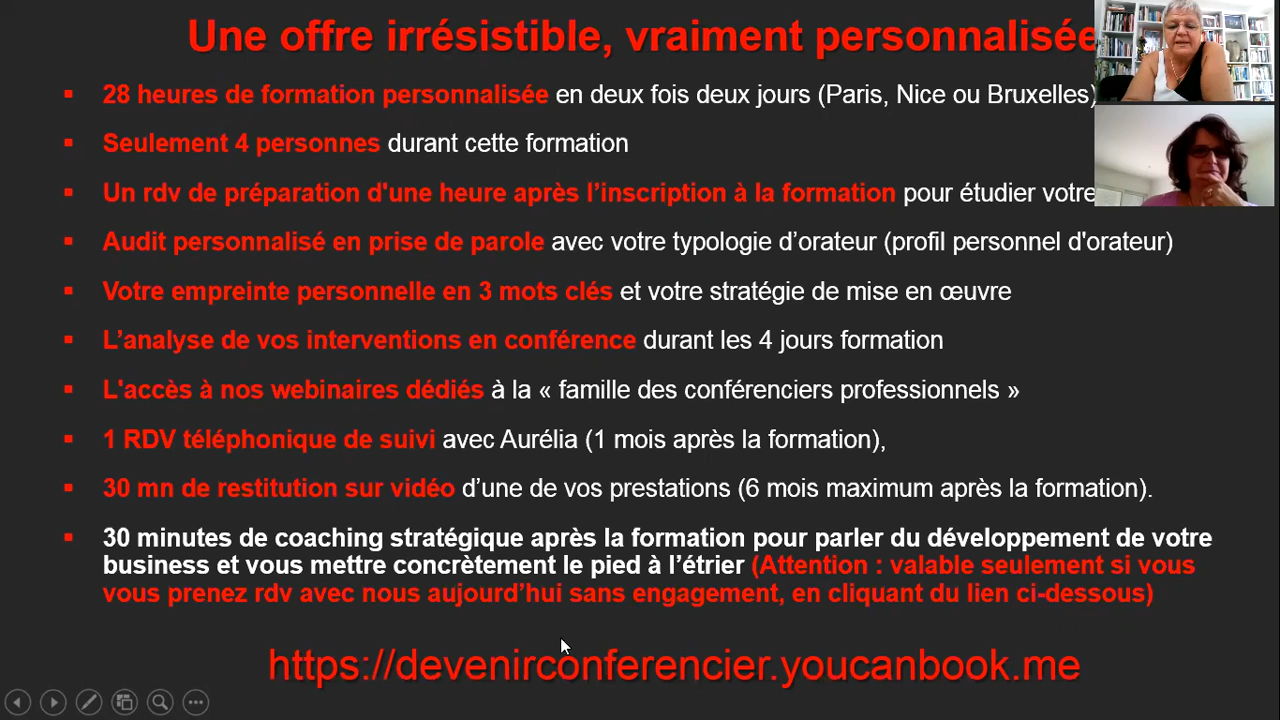 Une offre irrésistible, vraiment personnalisée
28 heures de formation personnalisée en deux fois deux jours (Paris, Nice ou Bruxelles)
Seulement 4 personnes durant cette formation
Un rdv de préparation d'une heure après l’inscription à la formation pour étudier votre
Audit personnalisé en prise de parole avec votre typologie d’orateur (profil personnel d'orateur)
Votre empreinte personnelle en 3 mots clés et votre stratégie de mise en œuvre
L’analyse de vos interventions en conférence durant les 4 jours formation
L'accès à nos webinaires dédiés à la « famille des conférenciers professionnels »
1 RDV téléphonique de suivi avec Aurélia (1 mois après la formation),
30 mn de restitution sur vidéo d’une de vos prestations (6 mois maximum après la formation).
30 minutes de coaching stratégique après la formation pour parler du développement de votre
business et vous mettre concrètement le pied à l’étrier (Attention : valable seulement si vous
vous prenez rdv avec nous aujourd’hui sans engagement, en cliquant du lien ci-dessous)
https://devenirconferencier.youcanbook.me